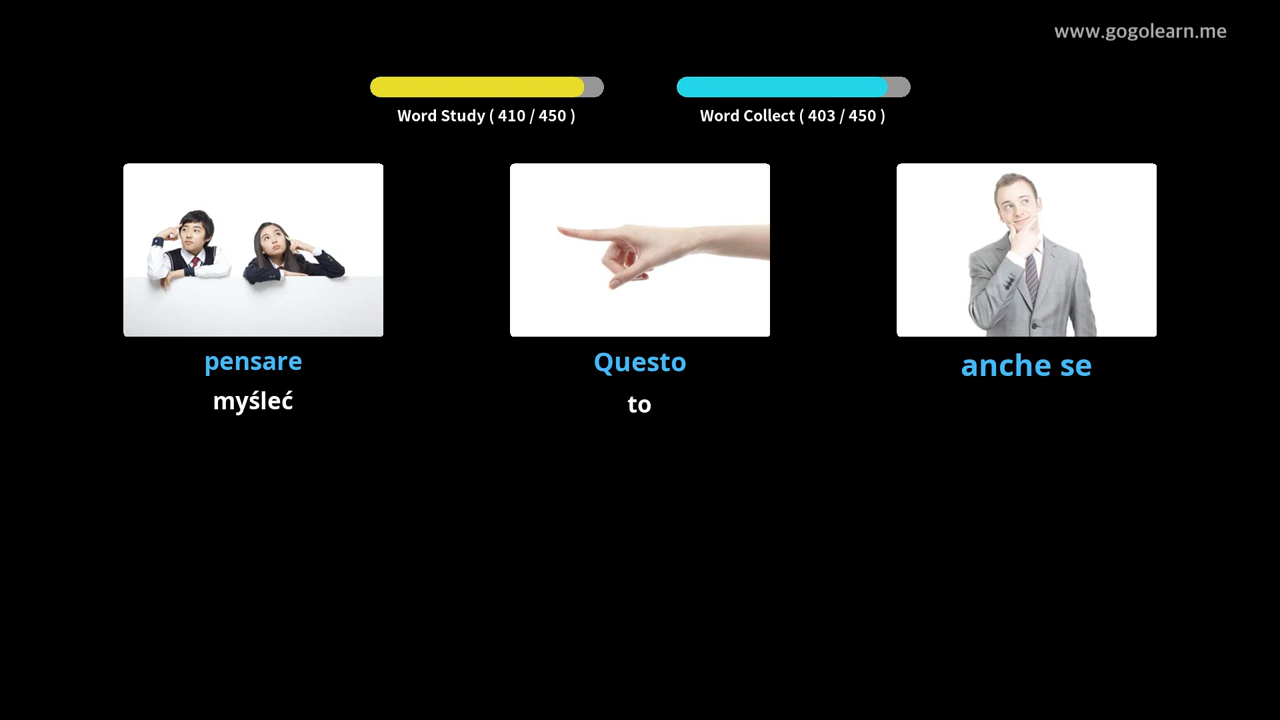 www.gogolearn.me
Word Study ( 410 / 450 )
Word Collect ( 403 / 450 )
pensare
myśleć
Questo
to
anche se